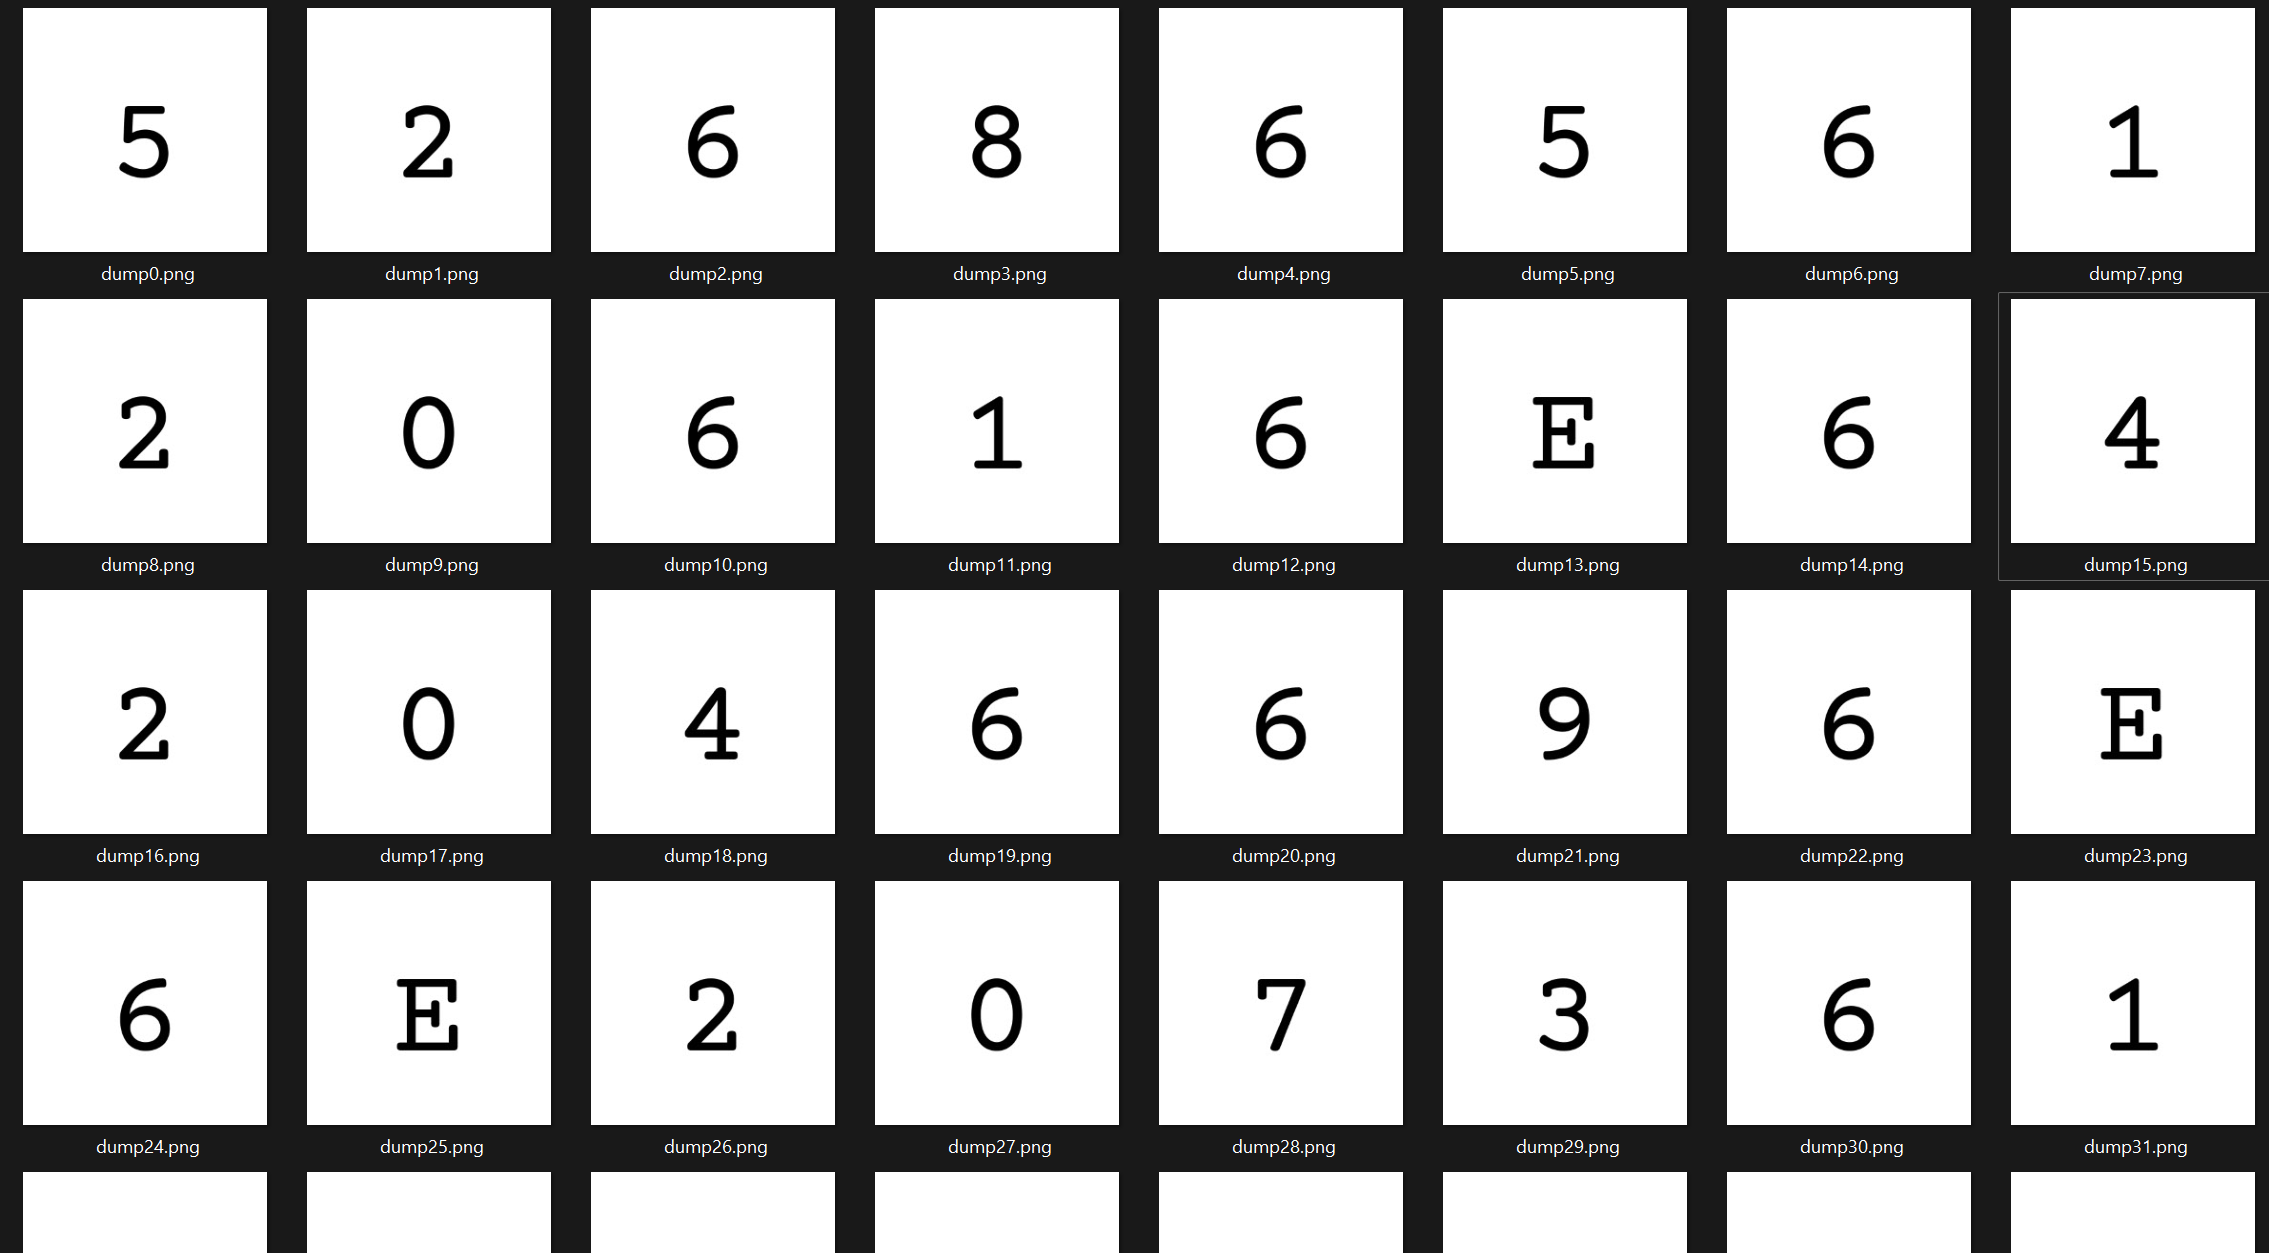 5 2 6 8 6 5 6 1
dump0.png dump1.png dump2.png dump3.png dump4.png dump5.png dump6.png dump7.png
2 0 6 1 6 E 6 4
dump8.png dump9.png dump10.png dump11.png dump12.png dump13.png dump14.png dump15.png
2 0 4 6 6 9 6 E
dump16.png dump17.png dump18.png dump19.png dump20.png dump21.png dump22.png dump23.png
6 E 2 0 7 3 6 1
dump24.png dump25.png dump26.png dump27.png dump28.png dump29.png dump30.png dump31.png